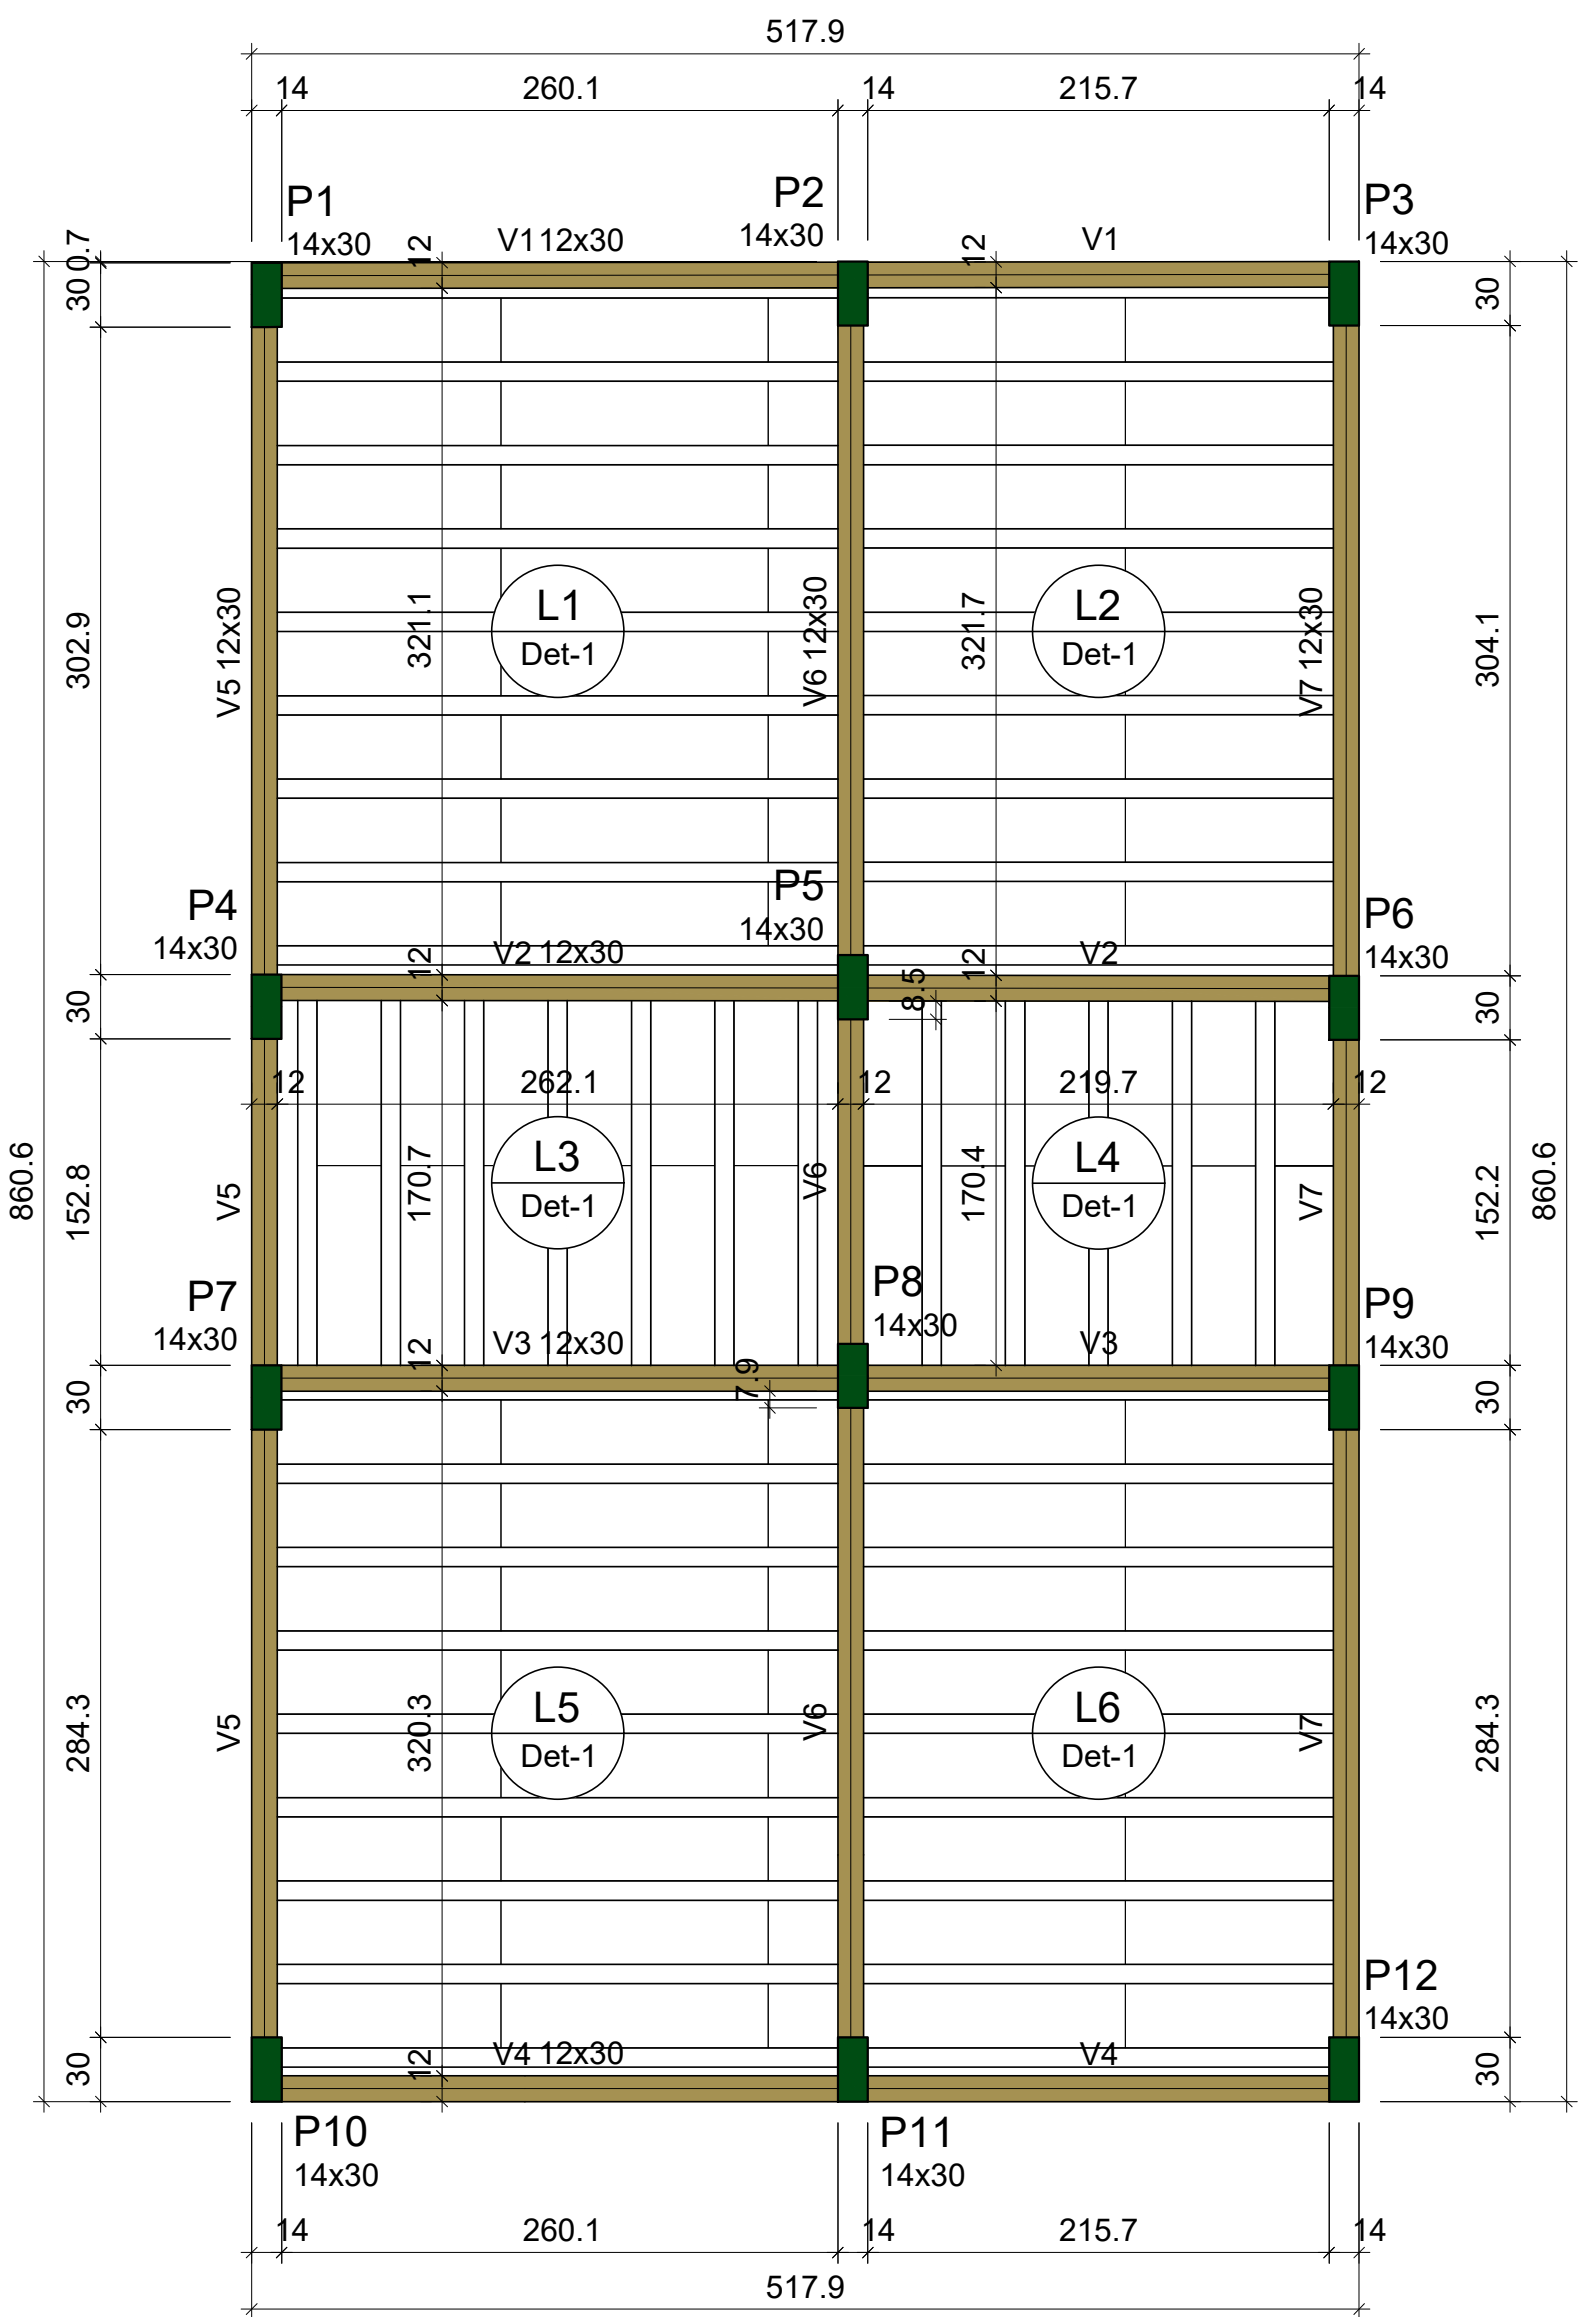 517.9
14 260.1 14 215.7 14
P1
14x30
P2
14x30
P3
14x30
V1 12x30
V1
12
12
0.7
30
30
302.9
V5 12x30
321.1
L1
Det-1
V6 12x30
321.7
L2
Det-1
V7 12x30
304.1
P4
14x30
P5
14x30
P6
14x30
V2 12x30
V2
12
12
8.5
30
30
12 262.1 12 219.7 12
860.6
152.8
V5
170.7
L3
Det-1
V6
170.4
L4
Det-1
V7
152.2
860.6
P7
14x30
P8
14x30
P9
14x30
V3 12x30
V3
12
7.9
30
30
284.3
V5
320.3
L5
Det-1
V6
L6
Det-1
V7
284.3
P12
14x30
V4 12x30
V4
12
30
30
P10
14x30
P11
14x30
14 260.1 14 215.7 14
517.9